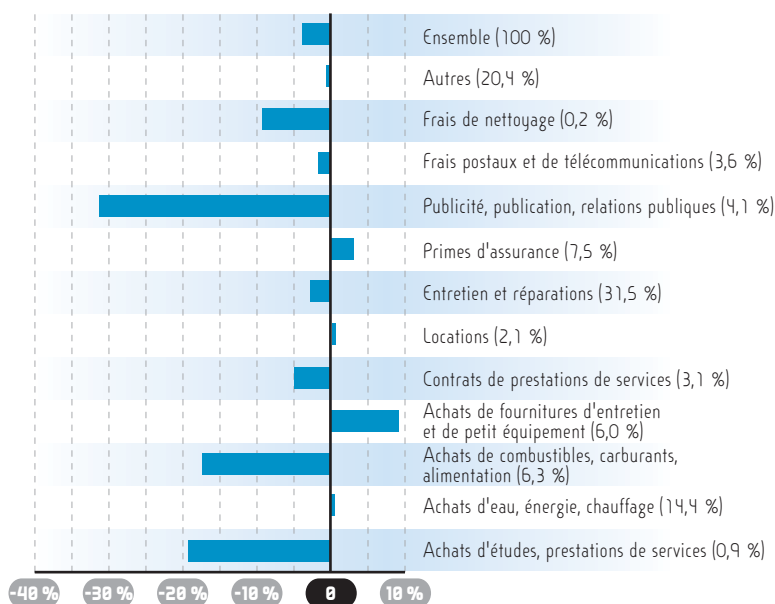 Ensemble (100 %)
Autres (20,4 %)
Frais de nettoyage (0,2 %)
Frais postaux et de télécommunications (3,6 %)
Publicité, publication, relations publiques (4,1 %)
Primes d'assurance (7,5 %)
Entretien et réparations (31,5 %)
Locations (2,1 %)
Contrats de prestations de services (3,1 %)
Achats de fournitures d'entretien
et de petit équipement (6,0 %)
Achats de combustibles, carburants,
alimentation (6,3 %)
Achats d'eau, énergie, chauffage (14,4 %)
Achats d'études, prestations de services (0,9 %)
-40 % -30 % -20 % -10 % 0 10 %